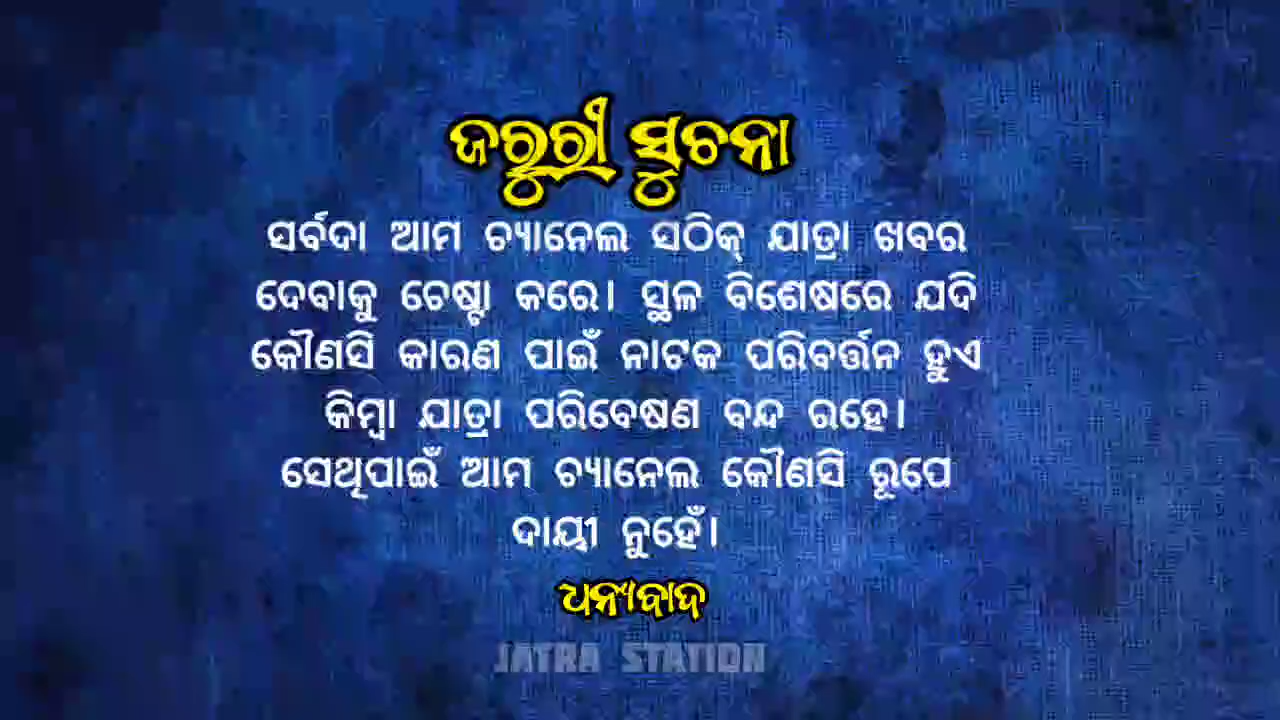 ଜରୁରୀ ସୁଚନା
ସର୍ବଦା ଆମ ଚ୍ୟାନେଲ ସଠିକ୍ ଯାତ୍ରା ଖବର
ଦେବାକୁ ଚେଷ୍ଟା କରେ। ସ୍ଥଳ ବିଶେଷରେ ଯଦି
କୌଣସି କାରଣ ପାଇଁ ନାଟକ ପରିବର୍ତ୍ତନ ହୁଏ
କିମ୍ବା ଯାତ୍ରା ପରିବେଷଣ ବନ୍ଦ ରହେ।
ସେଥିପାଇଁ ଆମ ଚ୍ୟାନେଲ କୌଣସି ରୂପେ
ଦାୟୀ ନୁହେଁ।
ଧନ୍ୟବାଦ
JATRA STATION